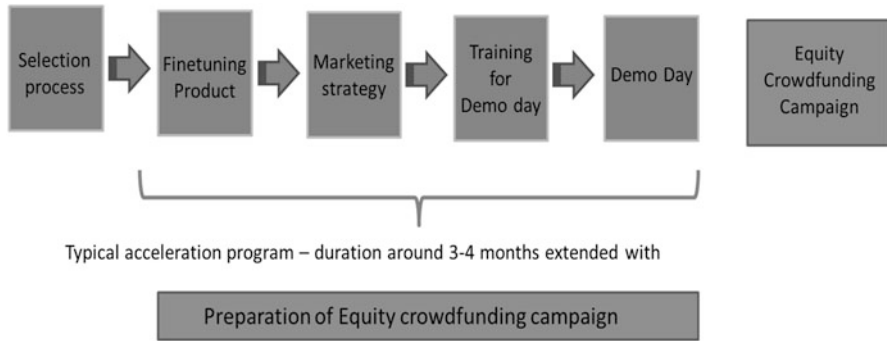 Selection
process
Finetuning
Product
Marketing
strategy
Training
for
Demo day
Demo Day
Equity
Crowdfunding
Campaign
Typical acceleration program – duration around 3-4 months extended with
Preparation of Equity crowdfunding campaign